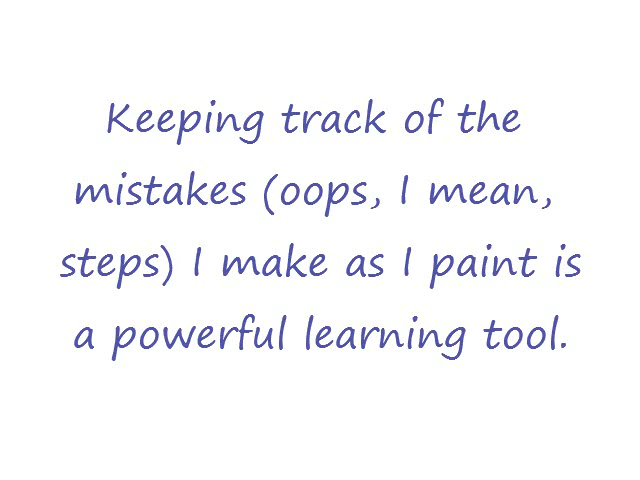 Keeping track of the
mistakes (oops, I mean,
steps) I make as I paint is
a powerful learning tool.